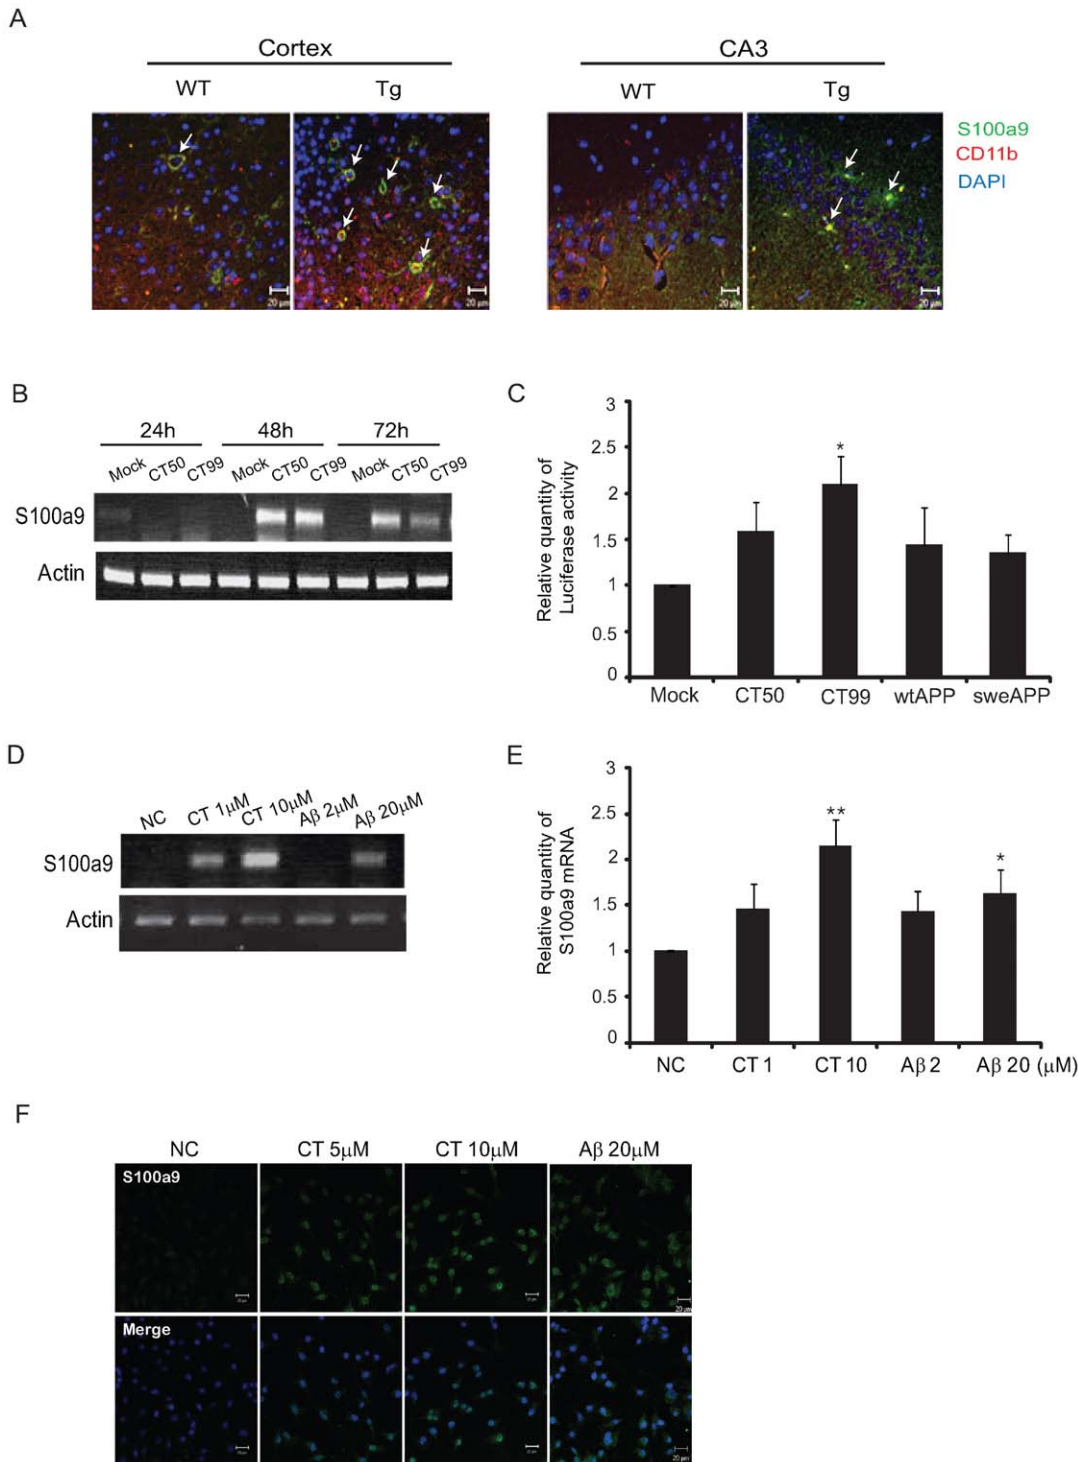 A
Cortex
CA3
WT
Tg
WT
Tg
S100a9
CD11b
DAPI
20 µm
20 µm
20 µm
20 µm
B
24h
48h
72h
Mock
CT50
CT99
Mock
CT50
CT99
Mock
CT50
CT99
S100a9
Actin
C
Relative quantity of
Luciferase activity
3
2.5
2
1.5
1
0.5
0
*
Mock
CT50
CT99
wtAPP
sweAPP
D
NC
CT 1µM
CT 10µM
Aβ 2µM
Aβ 20µM
S100a9
Actin
E
Relative quantity of
S100a9 mRNA
3
2.5
2
1.5
1
0.5
0
**
*
NC
CT 1
CT 10
Aβ 2
Aβ 20 (µM)
F
NC
CT 5µM
CT 10µM
Aβ 20µM
S100a9
20 µm
Merge
20 µm